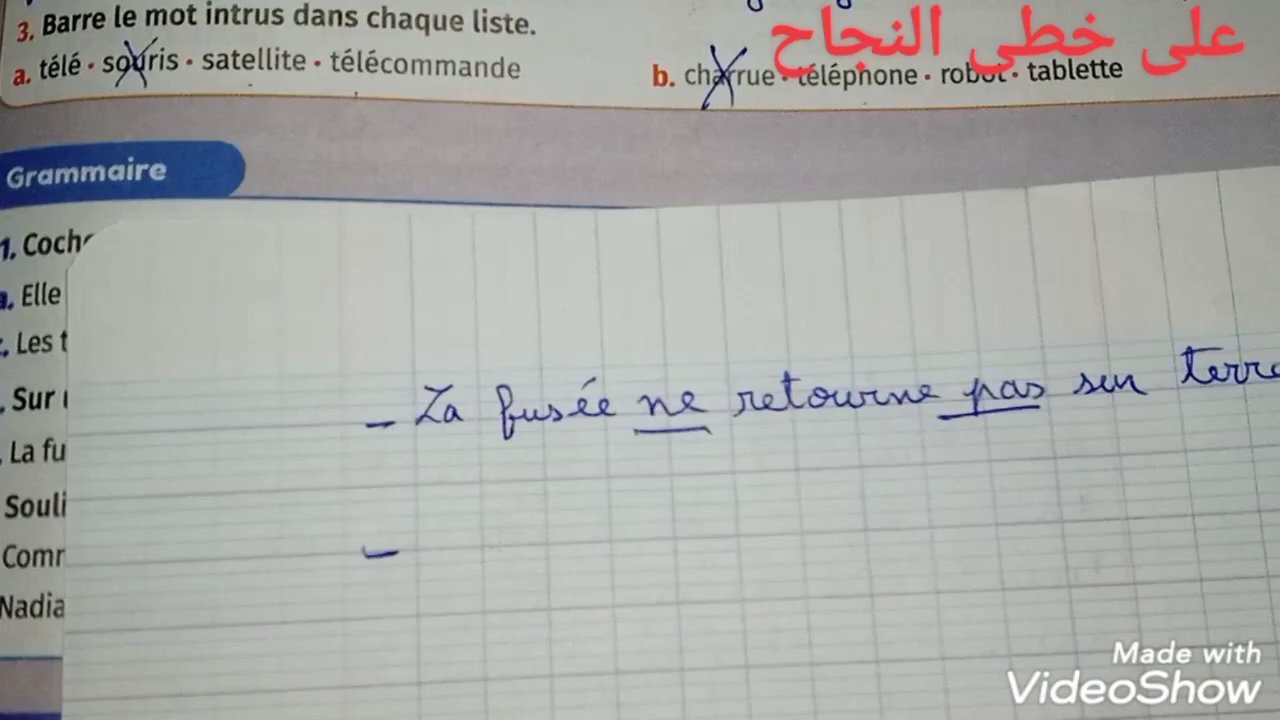 3. Barre le mot intrus dans chaque liste.
على خطى النجاح
a. télé • souris • satellite • télécommande
b. charrue • téléphone • robot • tablette
Grammaire
1. Coche
Elle
Les t
Sur
La fu
Souli
Comr
Nadia
- La fusée ne retourne pas sur terre
-
Made with
VideoShow